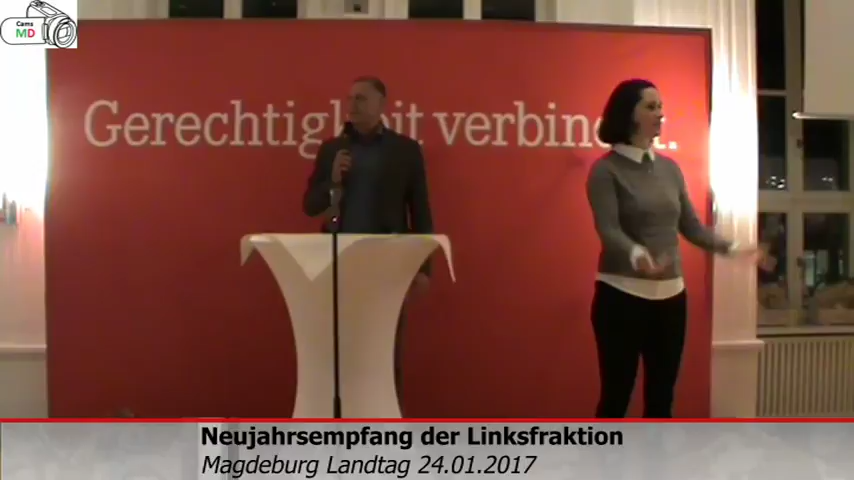 Cams
MD
Gerechtigkeit verbindet.
Neujahrsempfang der Linksfraktion
Magdeburg Landtag 24.01.2017